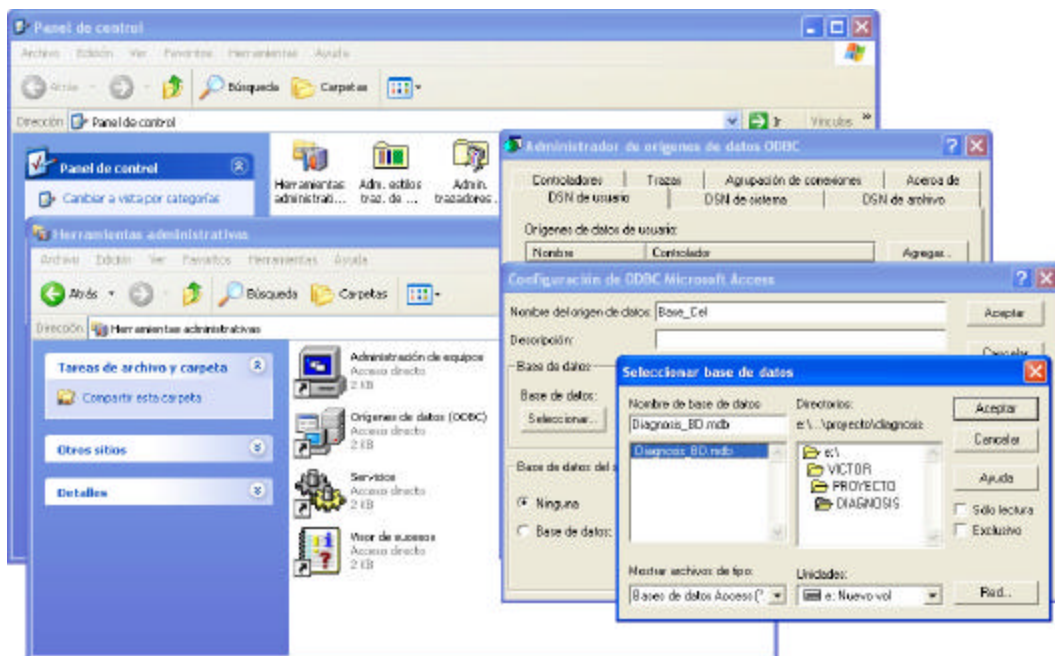 Panel de control
Archivo Edición Ver Favoritos Herramientas Ayuda
Atrás Búsqueda Carpetas
Dirección Panel de control Ir Vínculos »
Panel de control
Cambiar a vista por categorías
Herramientas administrati...
Adm. estilos traz. de ...
Admin. trazadores.
Herramientas administrativas
Archivo Edición Ver Favoritos Herramientas Ayuda
Atrás Búsqueda Carpetas
Dirección Herramientas administrativas
Tareas de archivo y carpeta
Compartir esta carpeta
Otros sitios
Detalles
Administración de equipos
Acceso directo
2 KB
Orígenes de datos (ODBC)
Acceso directo
2 KB
Servicios
Acceso directo
2 KB
Visor de sucesos
Acceso directo
2 KB
Administrador de orígenes de datos ODBC
Controladores Trazas Agrupación de conexiones Acerca de
DSN de usuario DSN de sistema DSN de archivo
Orígenes de datos de usuario:
Nombre Controlador Agregar...
Configuración de ODBC Microsoft Access
Nombre del origen de datos: Base_Cel Aceptar
Descripción:
Cancelar
Base de datos
Base de datos:
Seleccionar...
Base de datos del s
Ninguna
Base de datos:
Seleccionar base de datos
Nombre de base de datos Directorios: Aceptar
Diagnosis_BD.mdb e:\...\proyecto\diagnosis
Cancelar
Diagnosis_BD.mdb e:\
VICTOR
PROYECTO Ayuda
DIAGNOSIS
Sólo lectura
Exclusivo
Mostrar archivos de tipo: Unidades:
Bases de datos Access (*. e: Nuevo vol Red...